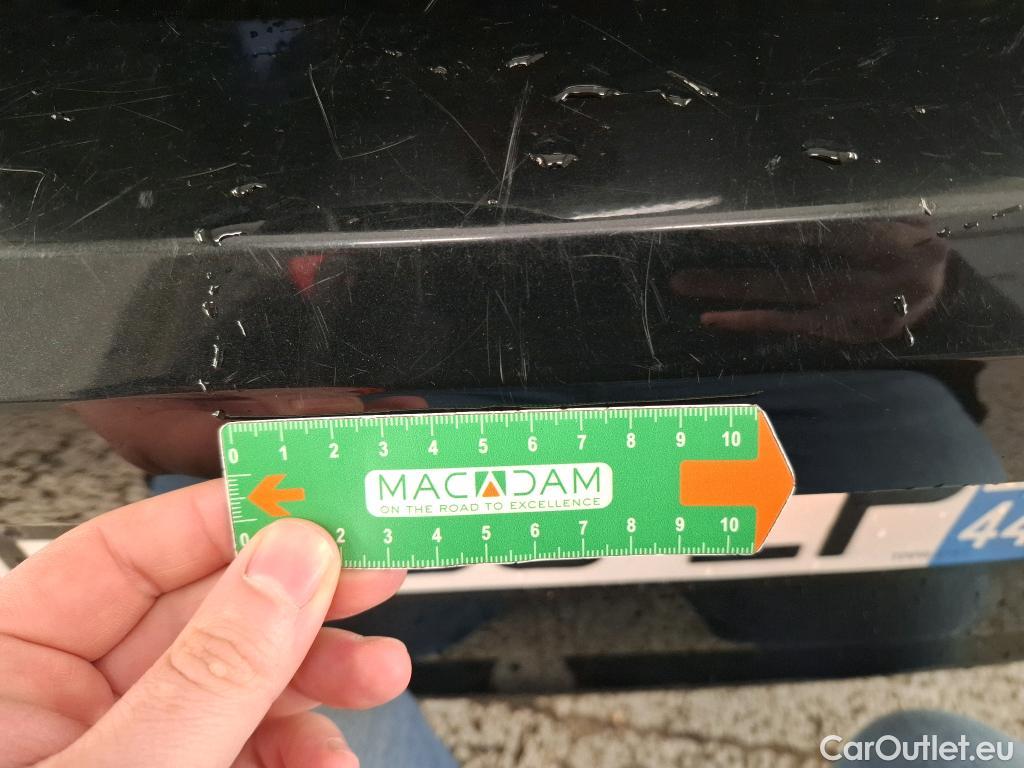 0 1 2 3 4 5 6 7 8 9 10
MACADAM
ON THE ROAD TO EXCELLENCE
0 2 3 4 5 6 7 8 9 10
44
CarOutlet.eu